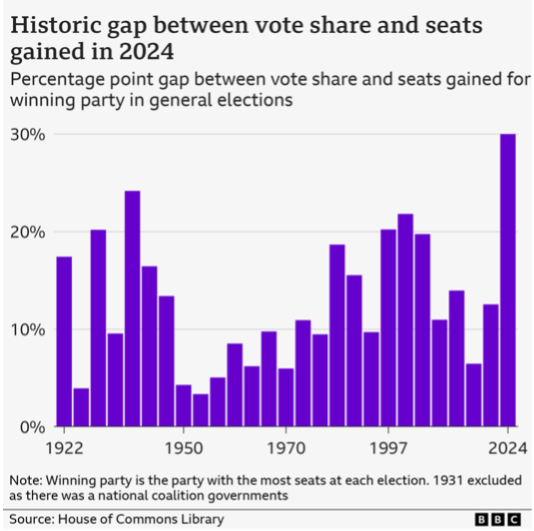 Historic gap between vote share and seats
gained in 2024
Percentage point gap between vote share and seats gained for
winning party in general elections
30%
20%
10%
0%
1922 1950 1970 1997 2024
Note: Winning party is the party with the most seats at each election. 1931 excluded
as there was a national coalition governments
Source: House of Commons Library BBC